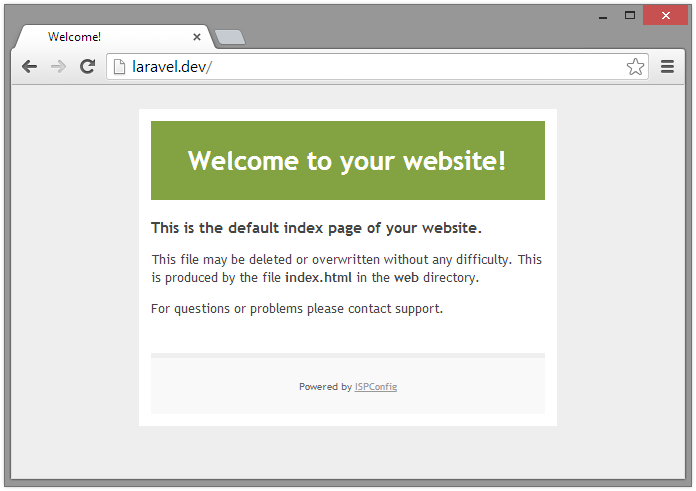 Welcome!
laravel.dev/
Welcome to your website!
This is the default index page of your website.
This file may be deleted or overwritten without any difficulty. This
is produced by the file index.html in the web directory.
For questions or problems please contact support.
Powered by ISPConfig